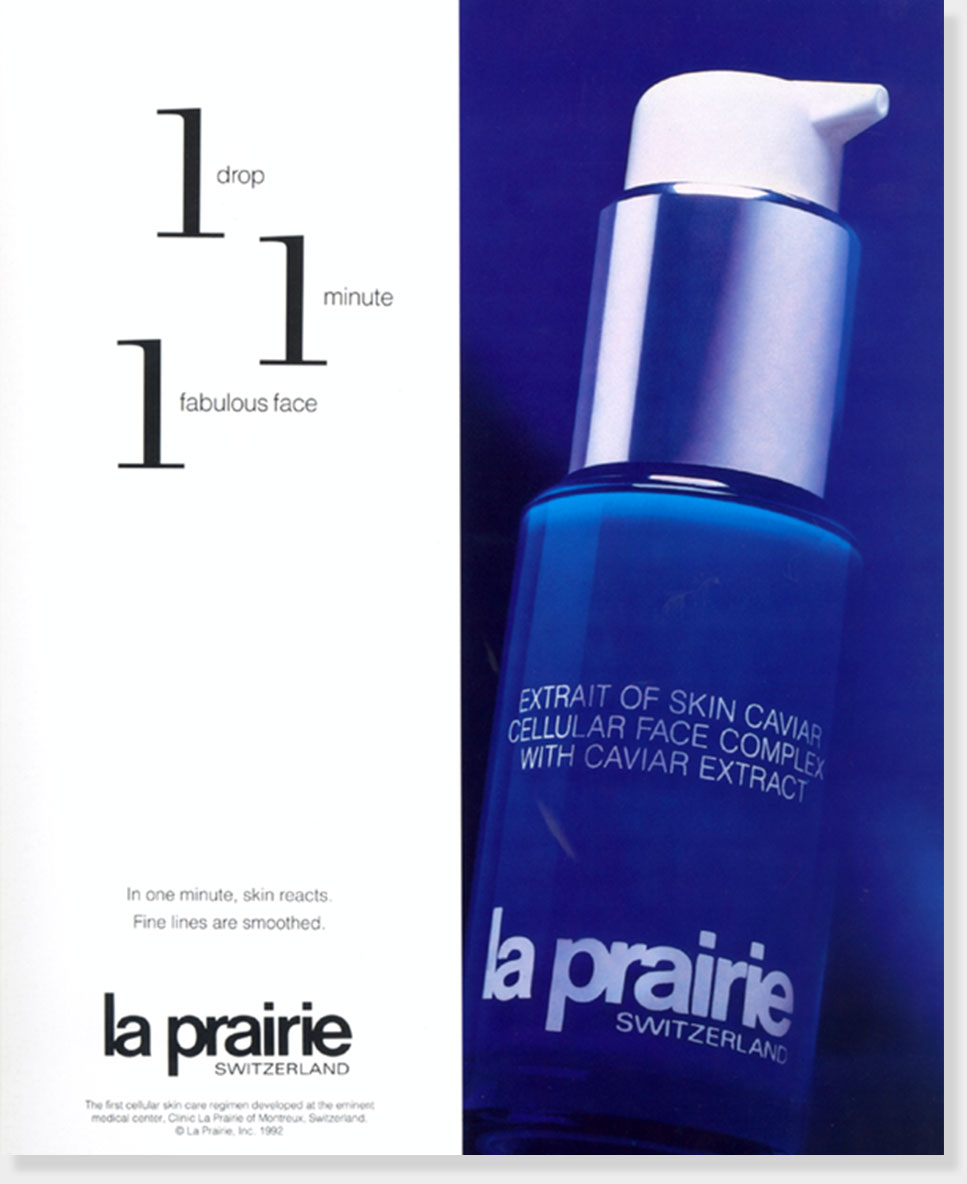 1 drop
1 minute
1 fabulous face
In one minute, skin reacts.
Fine lines are smoothed.
la prairie
SWITZERLAND
The first cellular skin care regimen developed at the eminent
medical center, Clinic La Prairie of Montreux, Switzerland.
© La Prairie, Inc. 1992
EXTRAIT OF SKIN CAVIAR
CELLULAR FACE COMPLEX
WITH CAVIAR EXTRACT
la prairie
SWITZERLAND